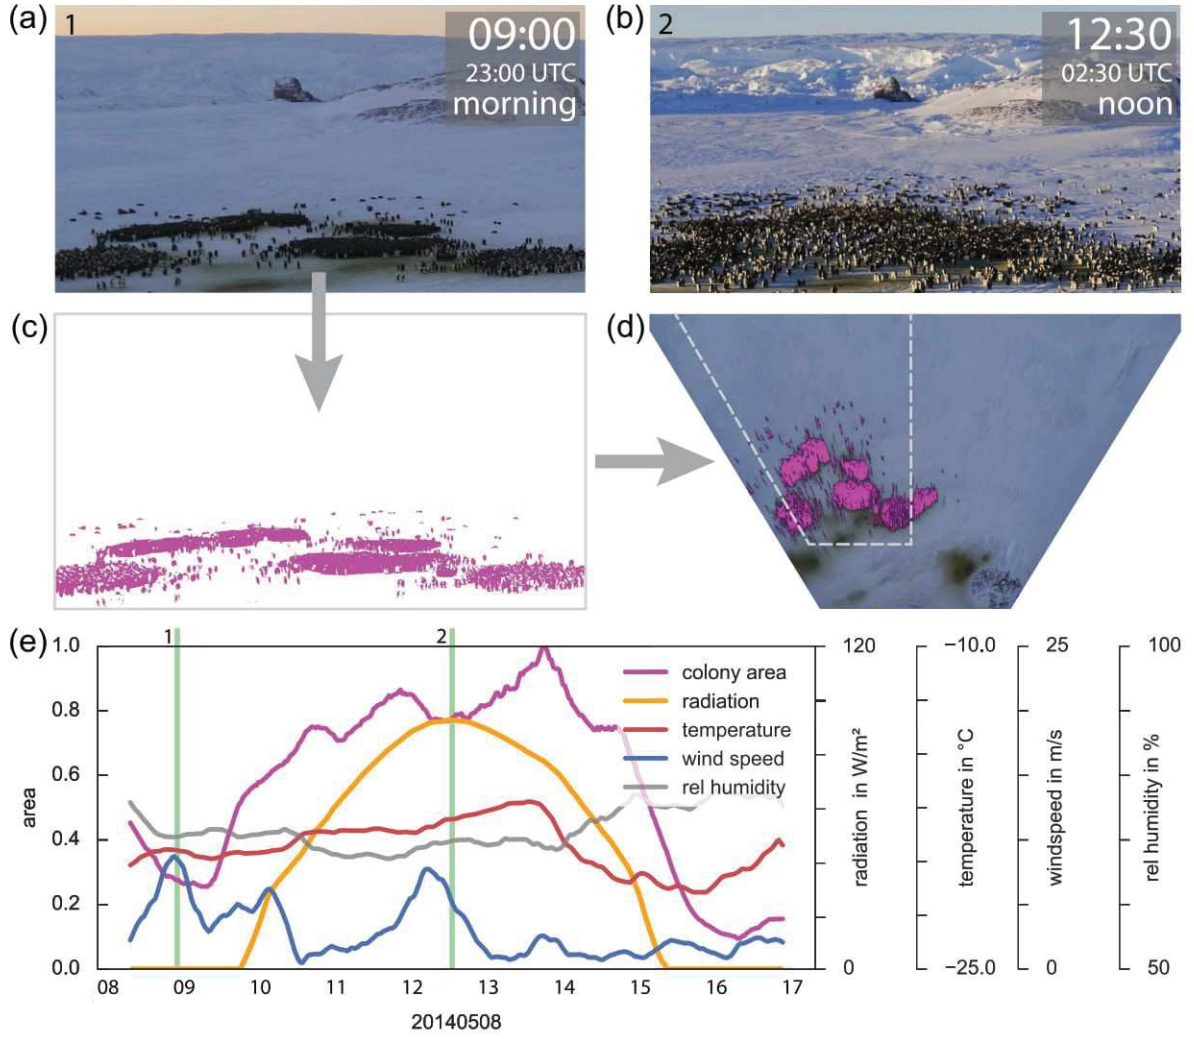 (a)
1
09:00
23:00 UTC
morning
(b)
2
12:30
02:30 UTC
noon
(c)
(d)
(e)
1
2
1.0
0.8
0.6
0.4
0.2
0.0
area
08 09 10 11 12 13 14 15 16 17
20140508
colony area
radiation
temperature
wind speed
rel humidity
120
0
radiation in W/m²
−10.0
−25.0
temperature in °C
25
0
windspeed in m/s
100
50
rel humidity in %